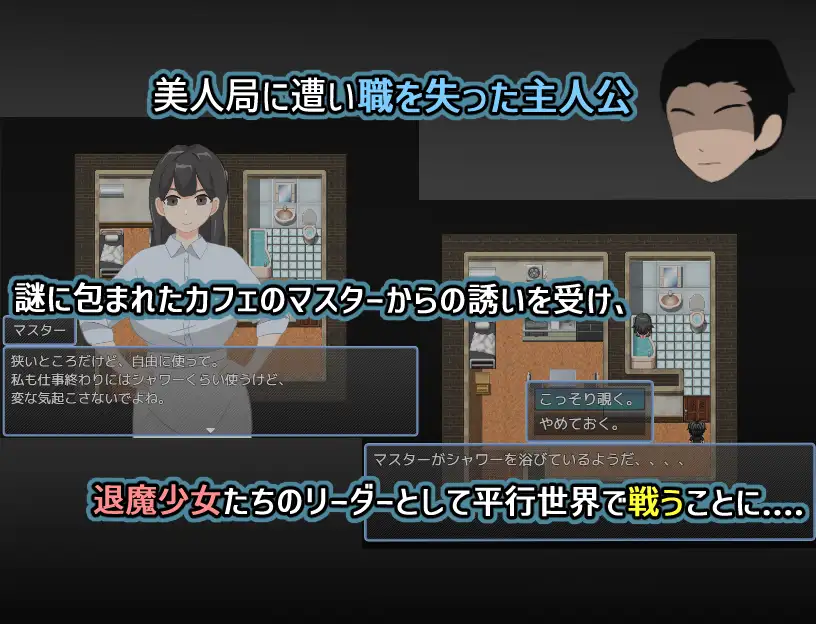 美人局に遭い職を失った主人公
謎に包まれたカフェのマスターからの誘いを受け、
マスター
狭いところだけど、自由に使って。
私も仕事終わりにはシャワーくらい使うけど、
変な気起こさないでよね。
こっそり覗く。
やめておく。
マスターがシャワーを浴びているようだ、、、、
退魔少女たちのリーダーとして平行世界で戦うことに....